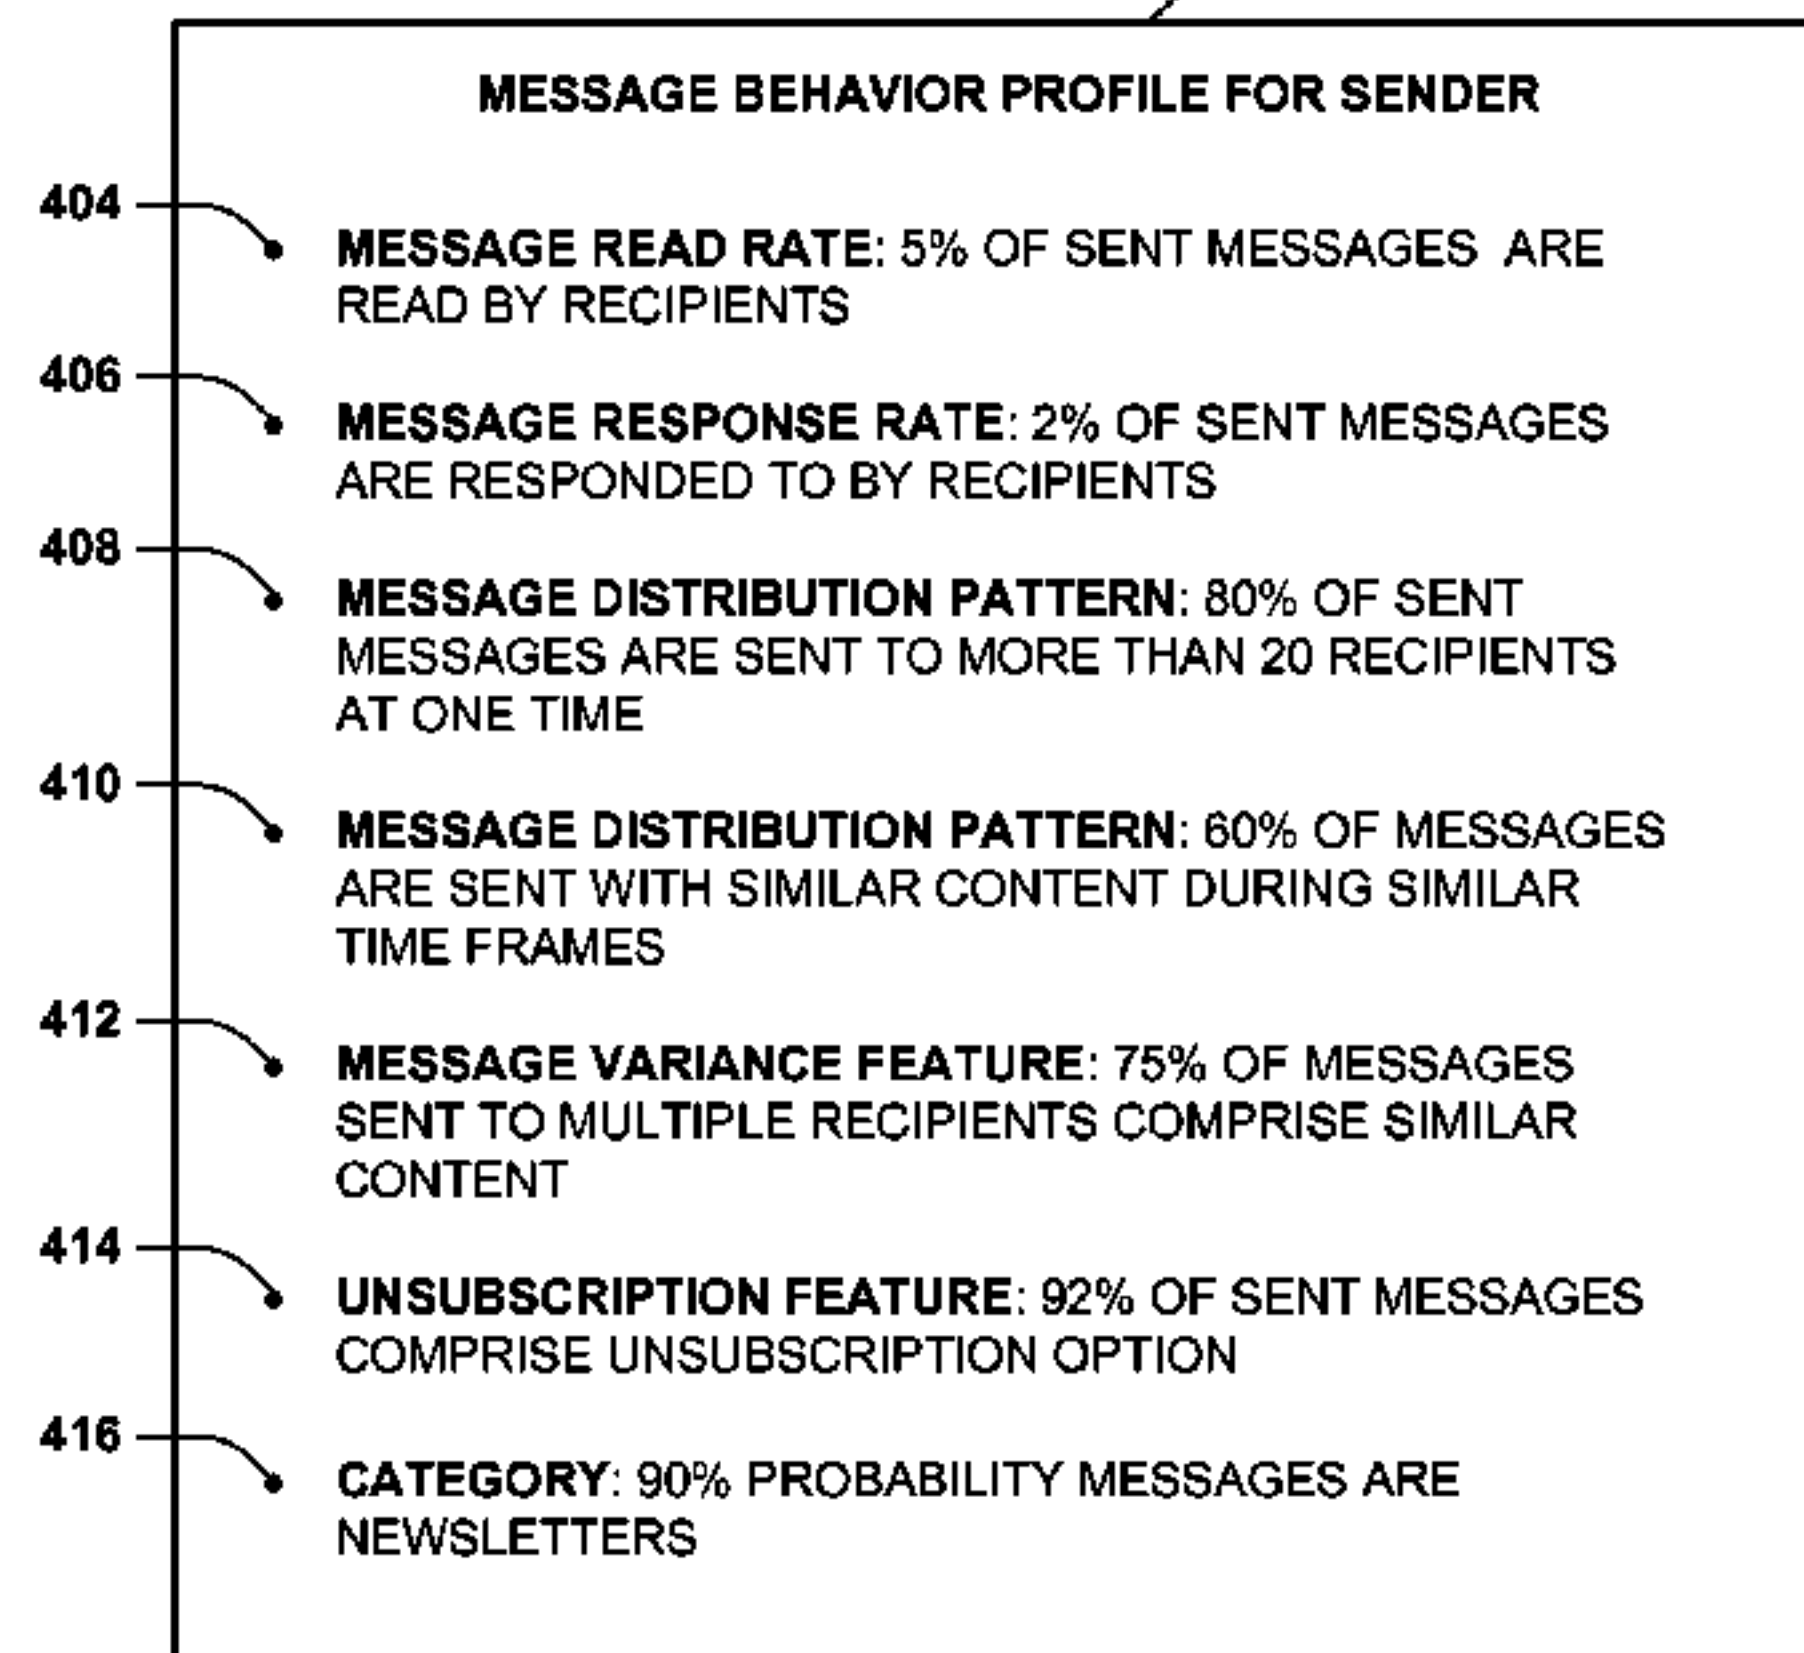 MESSAGE BEHAVIOR PROFILE FOR SENDER
404
MESSAGE READ RATE: 5% OF SENT MESSAGES ARE
READ BY RECIPIENTS
406
MESSAGE RESPONSE RATE: 2% OF SENT MESSAGES
ARE RESPONDED TO BY RECIPIENTS
408
MESSAGE DISTRIBUTION PATTERN: 80% OF SENT
MESSAGES ARE SENT TO MORE THAN 20 RECIPIENTS
AT ONE TIME
410
MESSAGE DISTRIBUTION PATTERN: 60% OF MESSAGES
ARE SENT WITH SIMILAR CONTENT DURING SIMILAR
TIME FRAMES
412
MESSAGE VARIANCE FEATURE: 75% OF MESSAGES
SENT TO MULTIPLE RECIPIENTS COMPRISE SIMILAR
CONTENT
414
UNSUBSCRIPTION FEATURE: 92% OF SENT MESSAGES
COMPRISE UNSUBSCRIPTION OPTION
416
CATEGORY: 90% PROBABILITY MESSAGES ARE
NEWSLETTERS